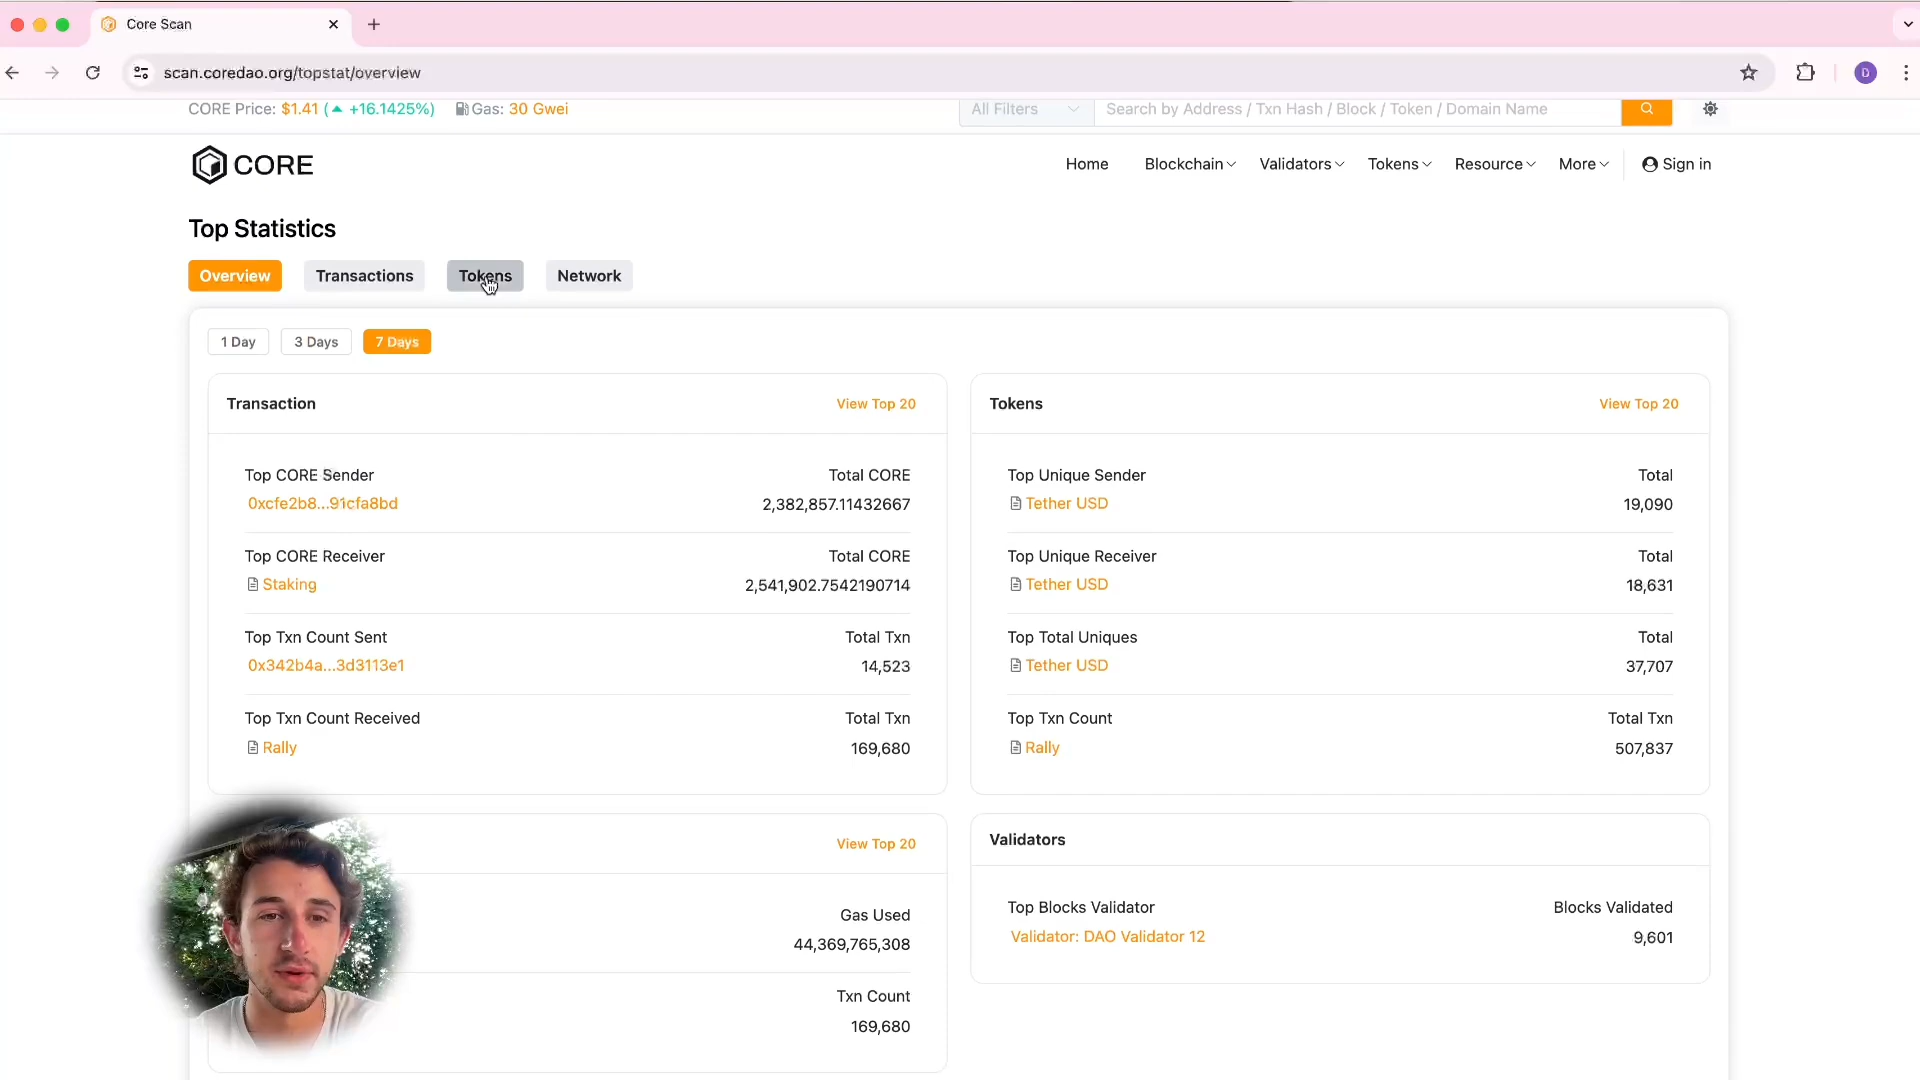 Core Scan
scan.coredao.org/topstat/overview
D
CORE Price: $1.41 (▲ +16.1425%) Gas: 30 Gwei
All Filters
Search by Address / Txn Hash / Block / Token / Domain Name
CORE
Home Blockchain Validators Tokens Resource More Sign in
Top Statistics
Overview Transactions Tokens Network
1 Day 3 Days 7 Days
Transaction View Top 20
Top CORE Sender Total CORE
0xcfe2b8...91cfa8bd 2,382,857.11432667
Top CORE Receiver Total CORE
Staking 2,541,902.7542190714
Top Txn Count Sent Total Txn
0x342b4a...3d3113e1 14,523
Top Txn Count Received Total Txn
Rally 169,680
Tokens View Top 20
Top Unique Sender Total
Tether USD 19,090
Top Unique Receiver Total
Tether USD 18,631
Top Total Uniques Total
Tether USD 37,707
Top Txn Count Total Txn
Rally 507,837
View Top 20
Gas Used
44,369,765,308
Txn Count
169,680
Validators
Top Blocks Validator Blocks Validated
Validator: DAO Validator 12 9,601